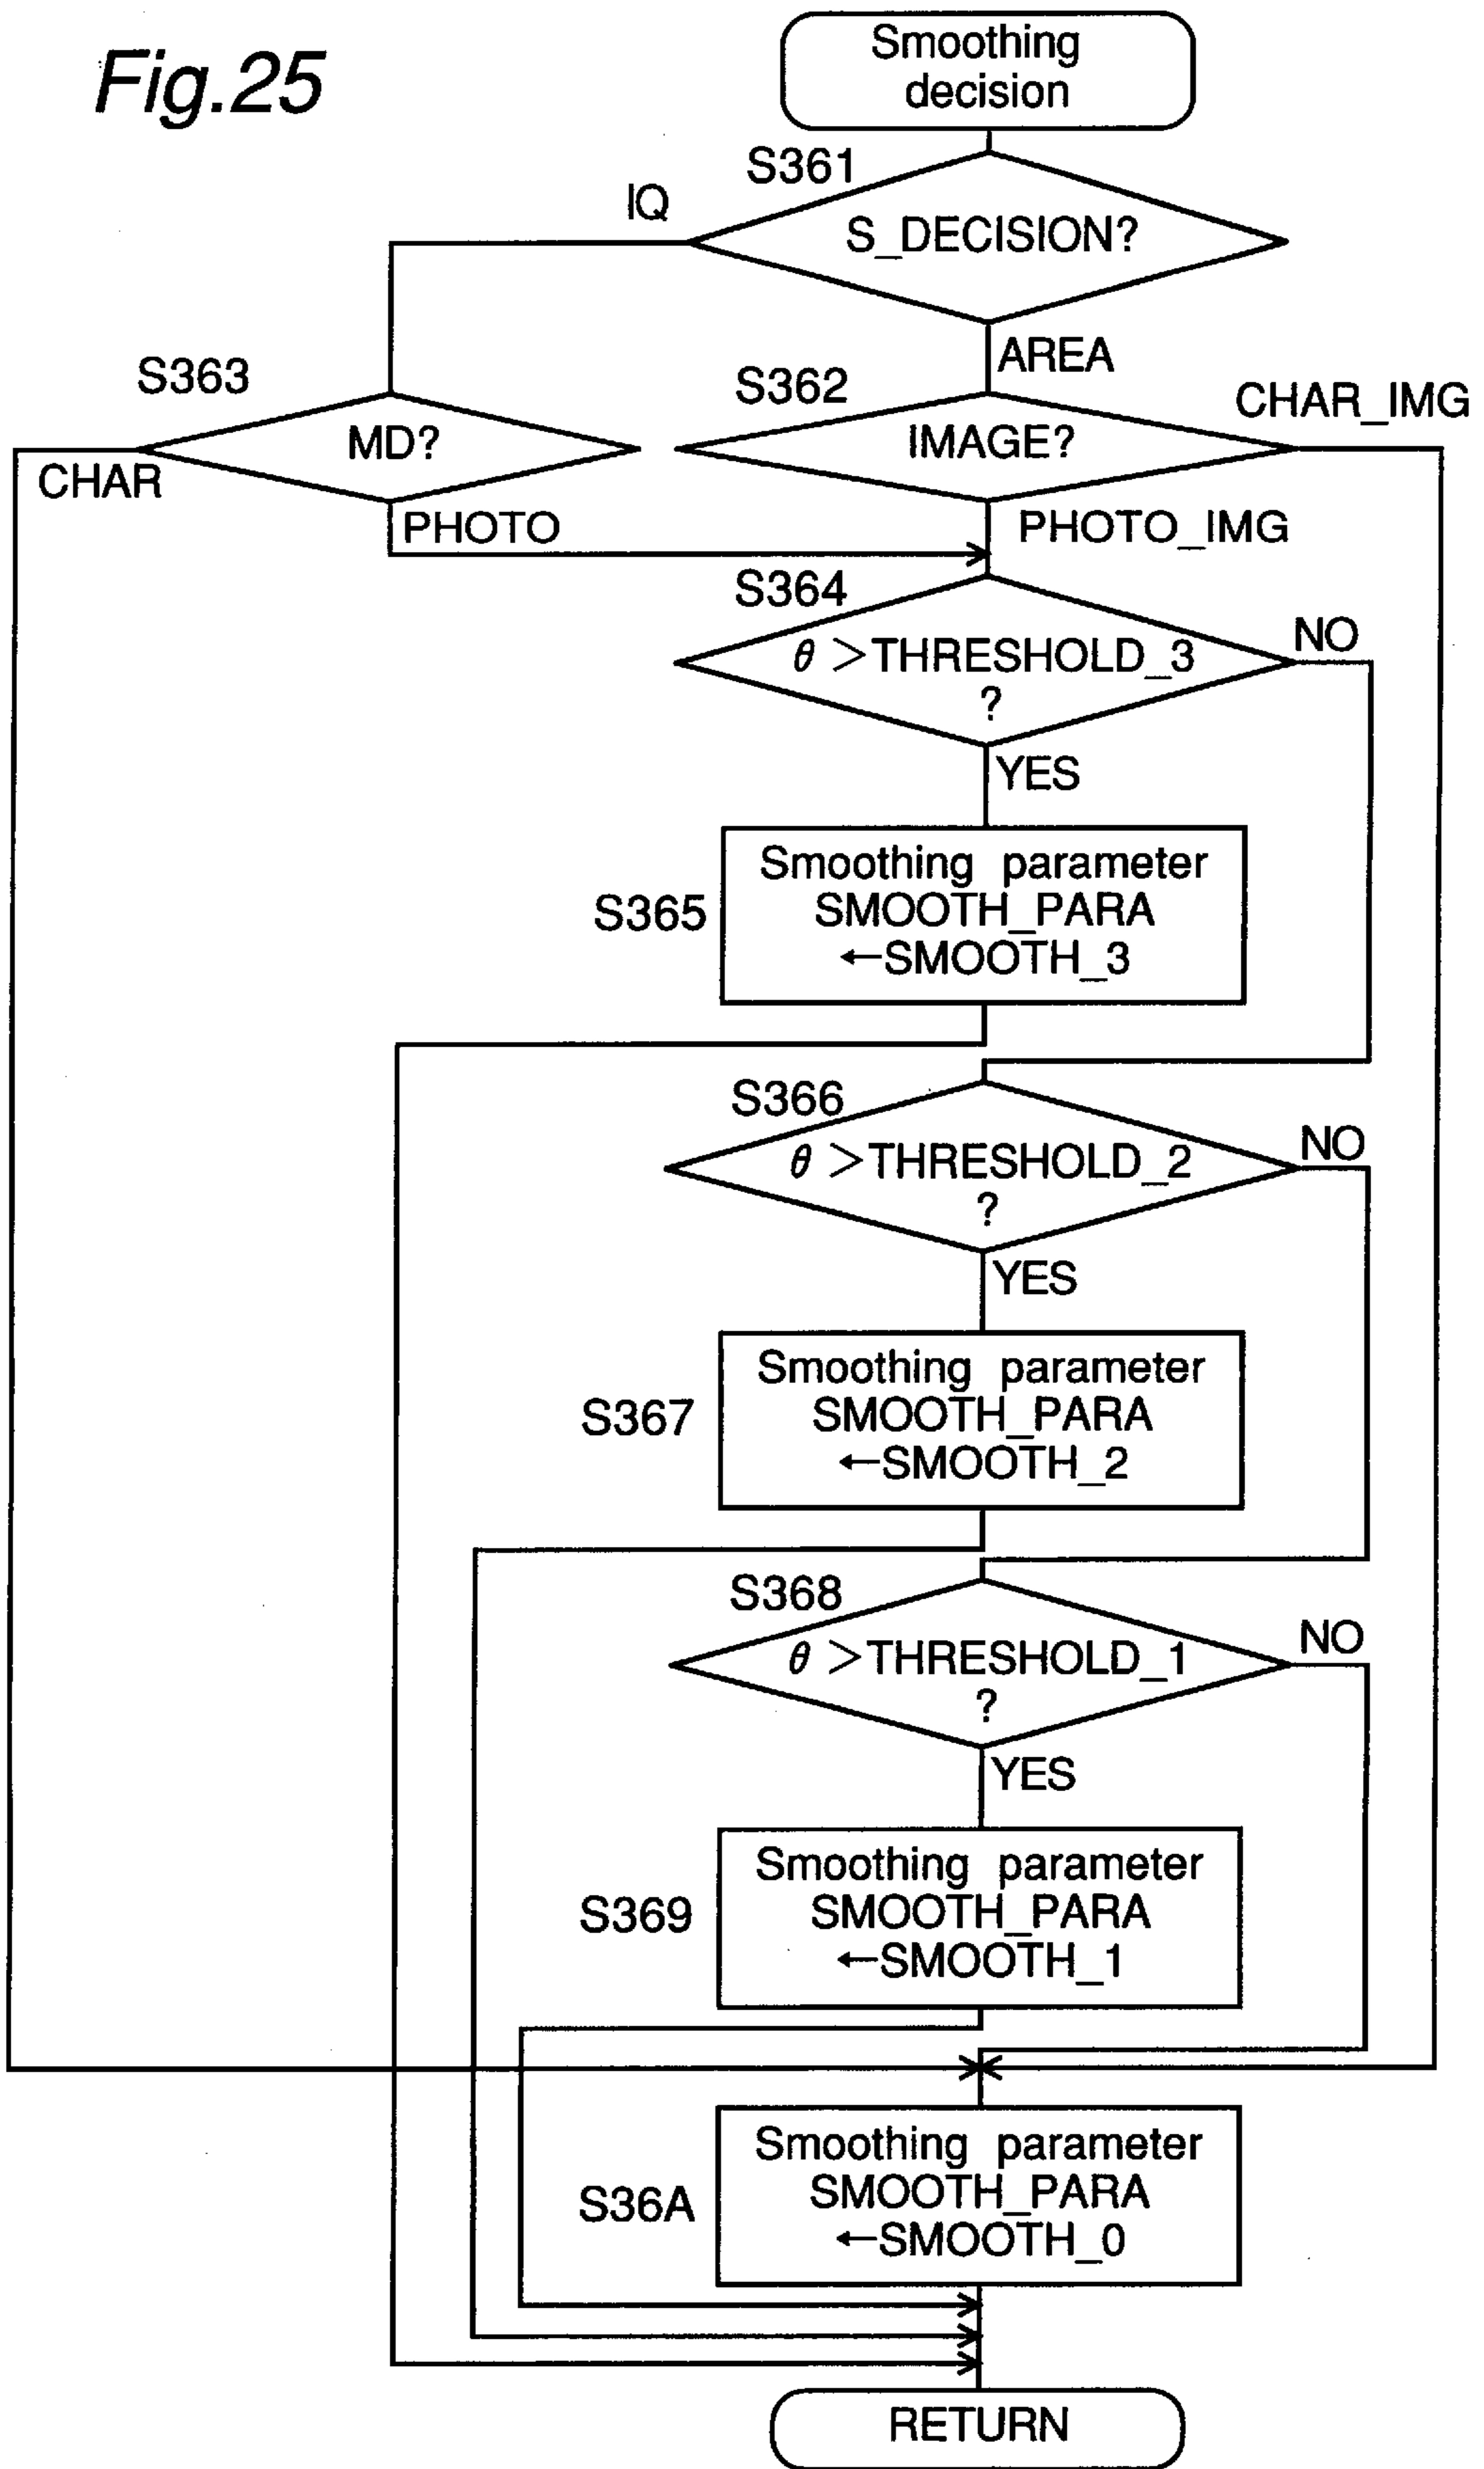 Fig.25
Smoothing
decision
S361
IQ
S_DECISION?
AREA
S363
S362
CHAR_IMG
MD?
IMAGE?
CHAR
PHOTO
PHOTO_IMG
S364
θ >THRESHOLD_3
?
NO
YES
Smoothing parameter
SMOOTH_PARA
←SMOOTH_3
S365
S366
θ >THRESHOLD_2
?
NO
YES
Smoothing parameter
SMOOTH_PARA
←SMOOTH_2
S367
S368
θ >THRESHOLD_1
?
NO
YES
Smoothing parameter
SMOOTH_PARA
←SMOOTH_1
S369
Smoothing parameter
SMOOTH_PARA
←SMOOTH_0
S36A
RETURN